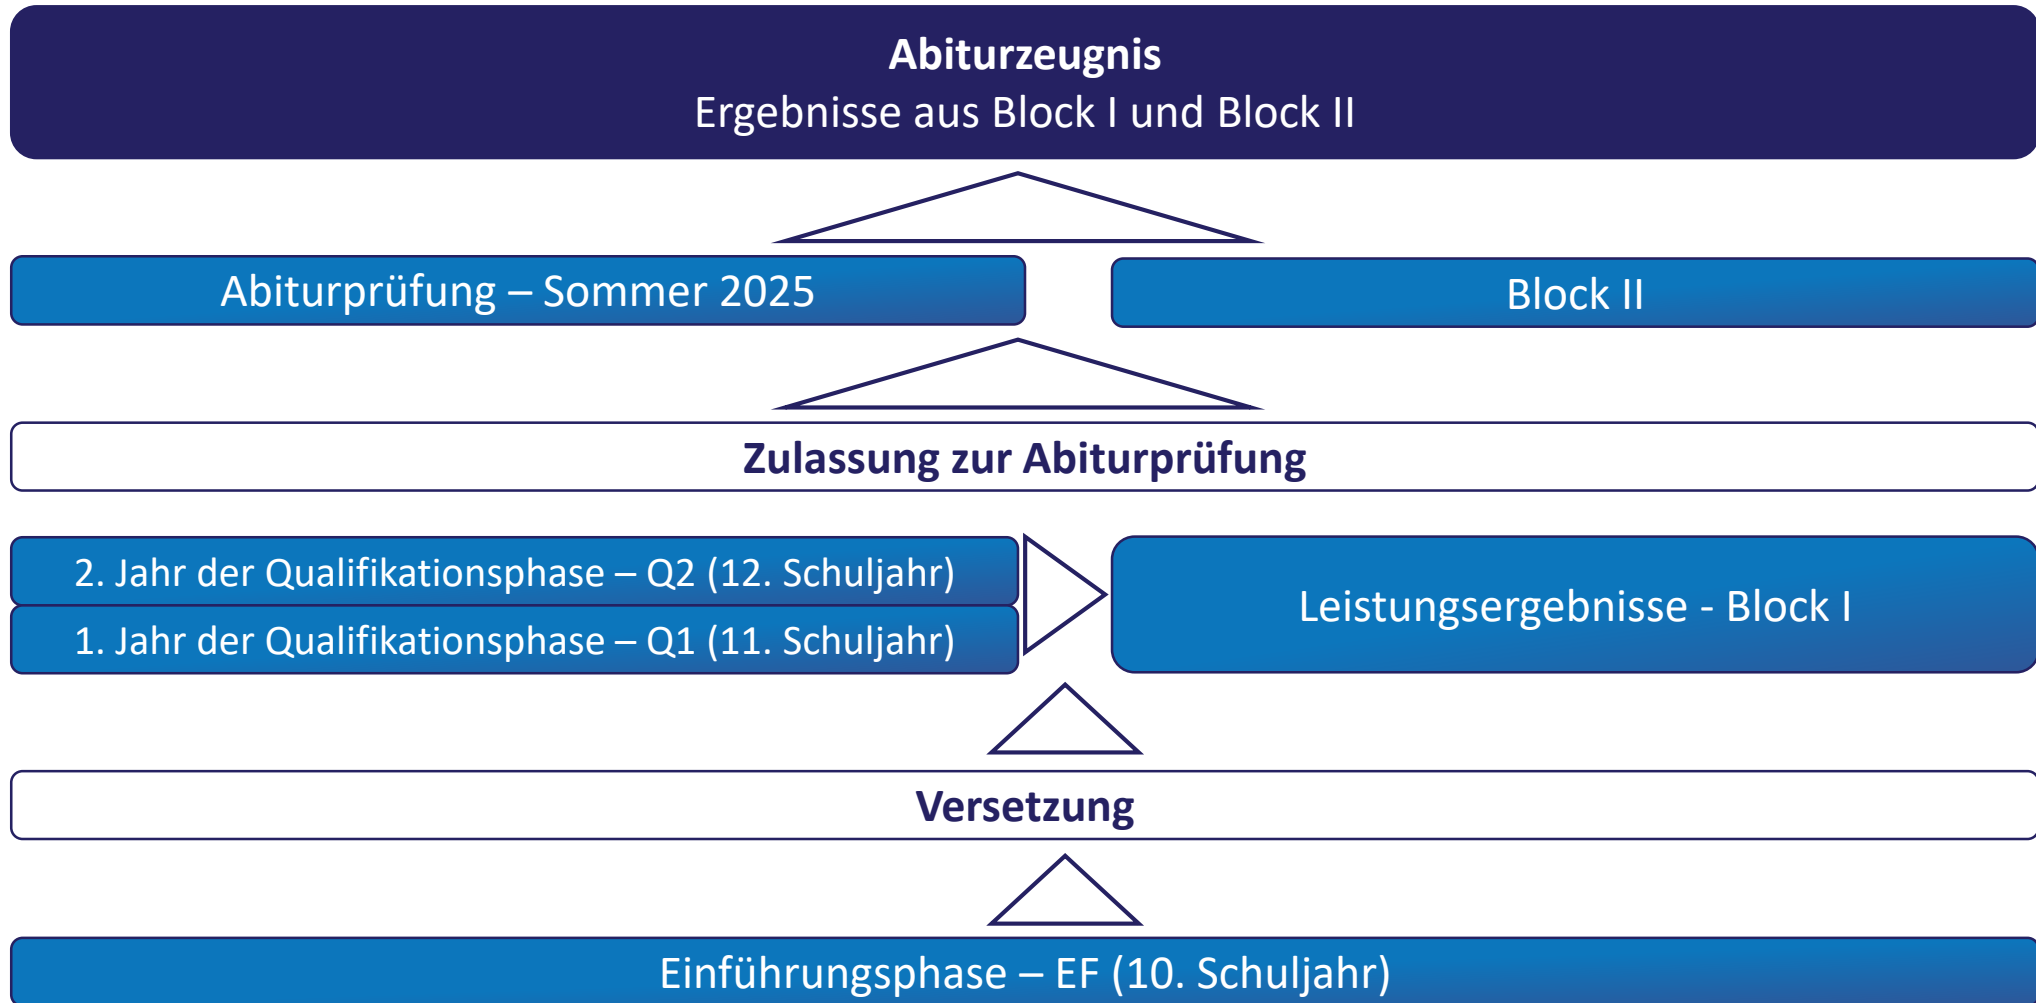 Abiturzeugnis
Ergebnisse aus Block I und Block II
Abiturprüfung – Sommer 2025
Block II
Zulassung zur Abiturprüfung
2. Jahr der Qualifikationsphase – Q2 (12. Schuljahr)
1. Jahr der Qualifikationsphase – Q1 (11. Schuljahr)
Leistungsergebnisse - Block I
Versetzung
Einführungsphase – EF (10. Schuljahr)